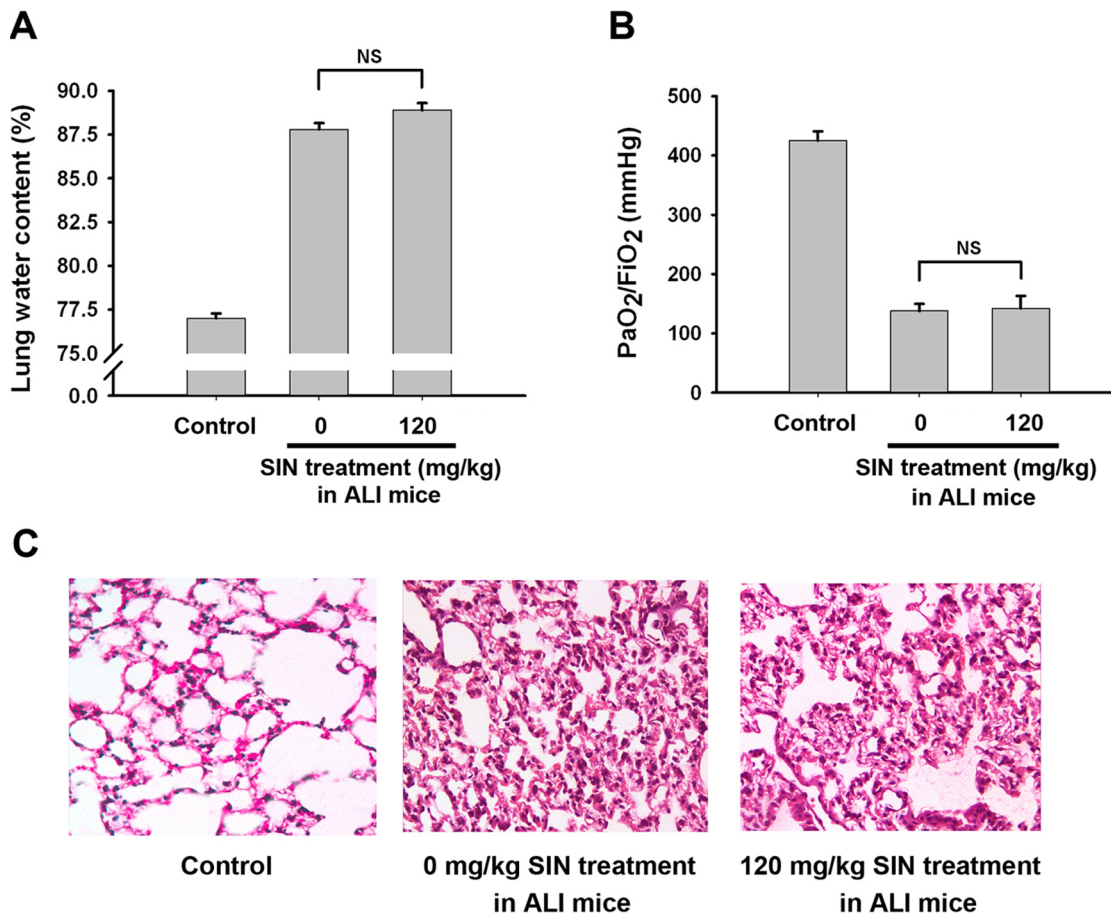 A
Lung water content (%)
90.0
87.5
85.0
82.5
80.0
77.5
75.0
0.0
NS
Control
0
120
SIN treatment (mg/kg)
in ALI mice
B
PaO2/FiO2 (mmHg)
500
400
300
200
100
0
NS
Control
0
120
SIN treatment (mg/kg)
in ALI mice
C
Control
0 mg/kg SIN treatment
in ALI mice
120 mg/kg SIN treatment
in ALI mice